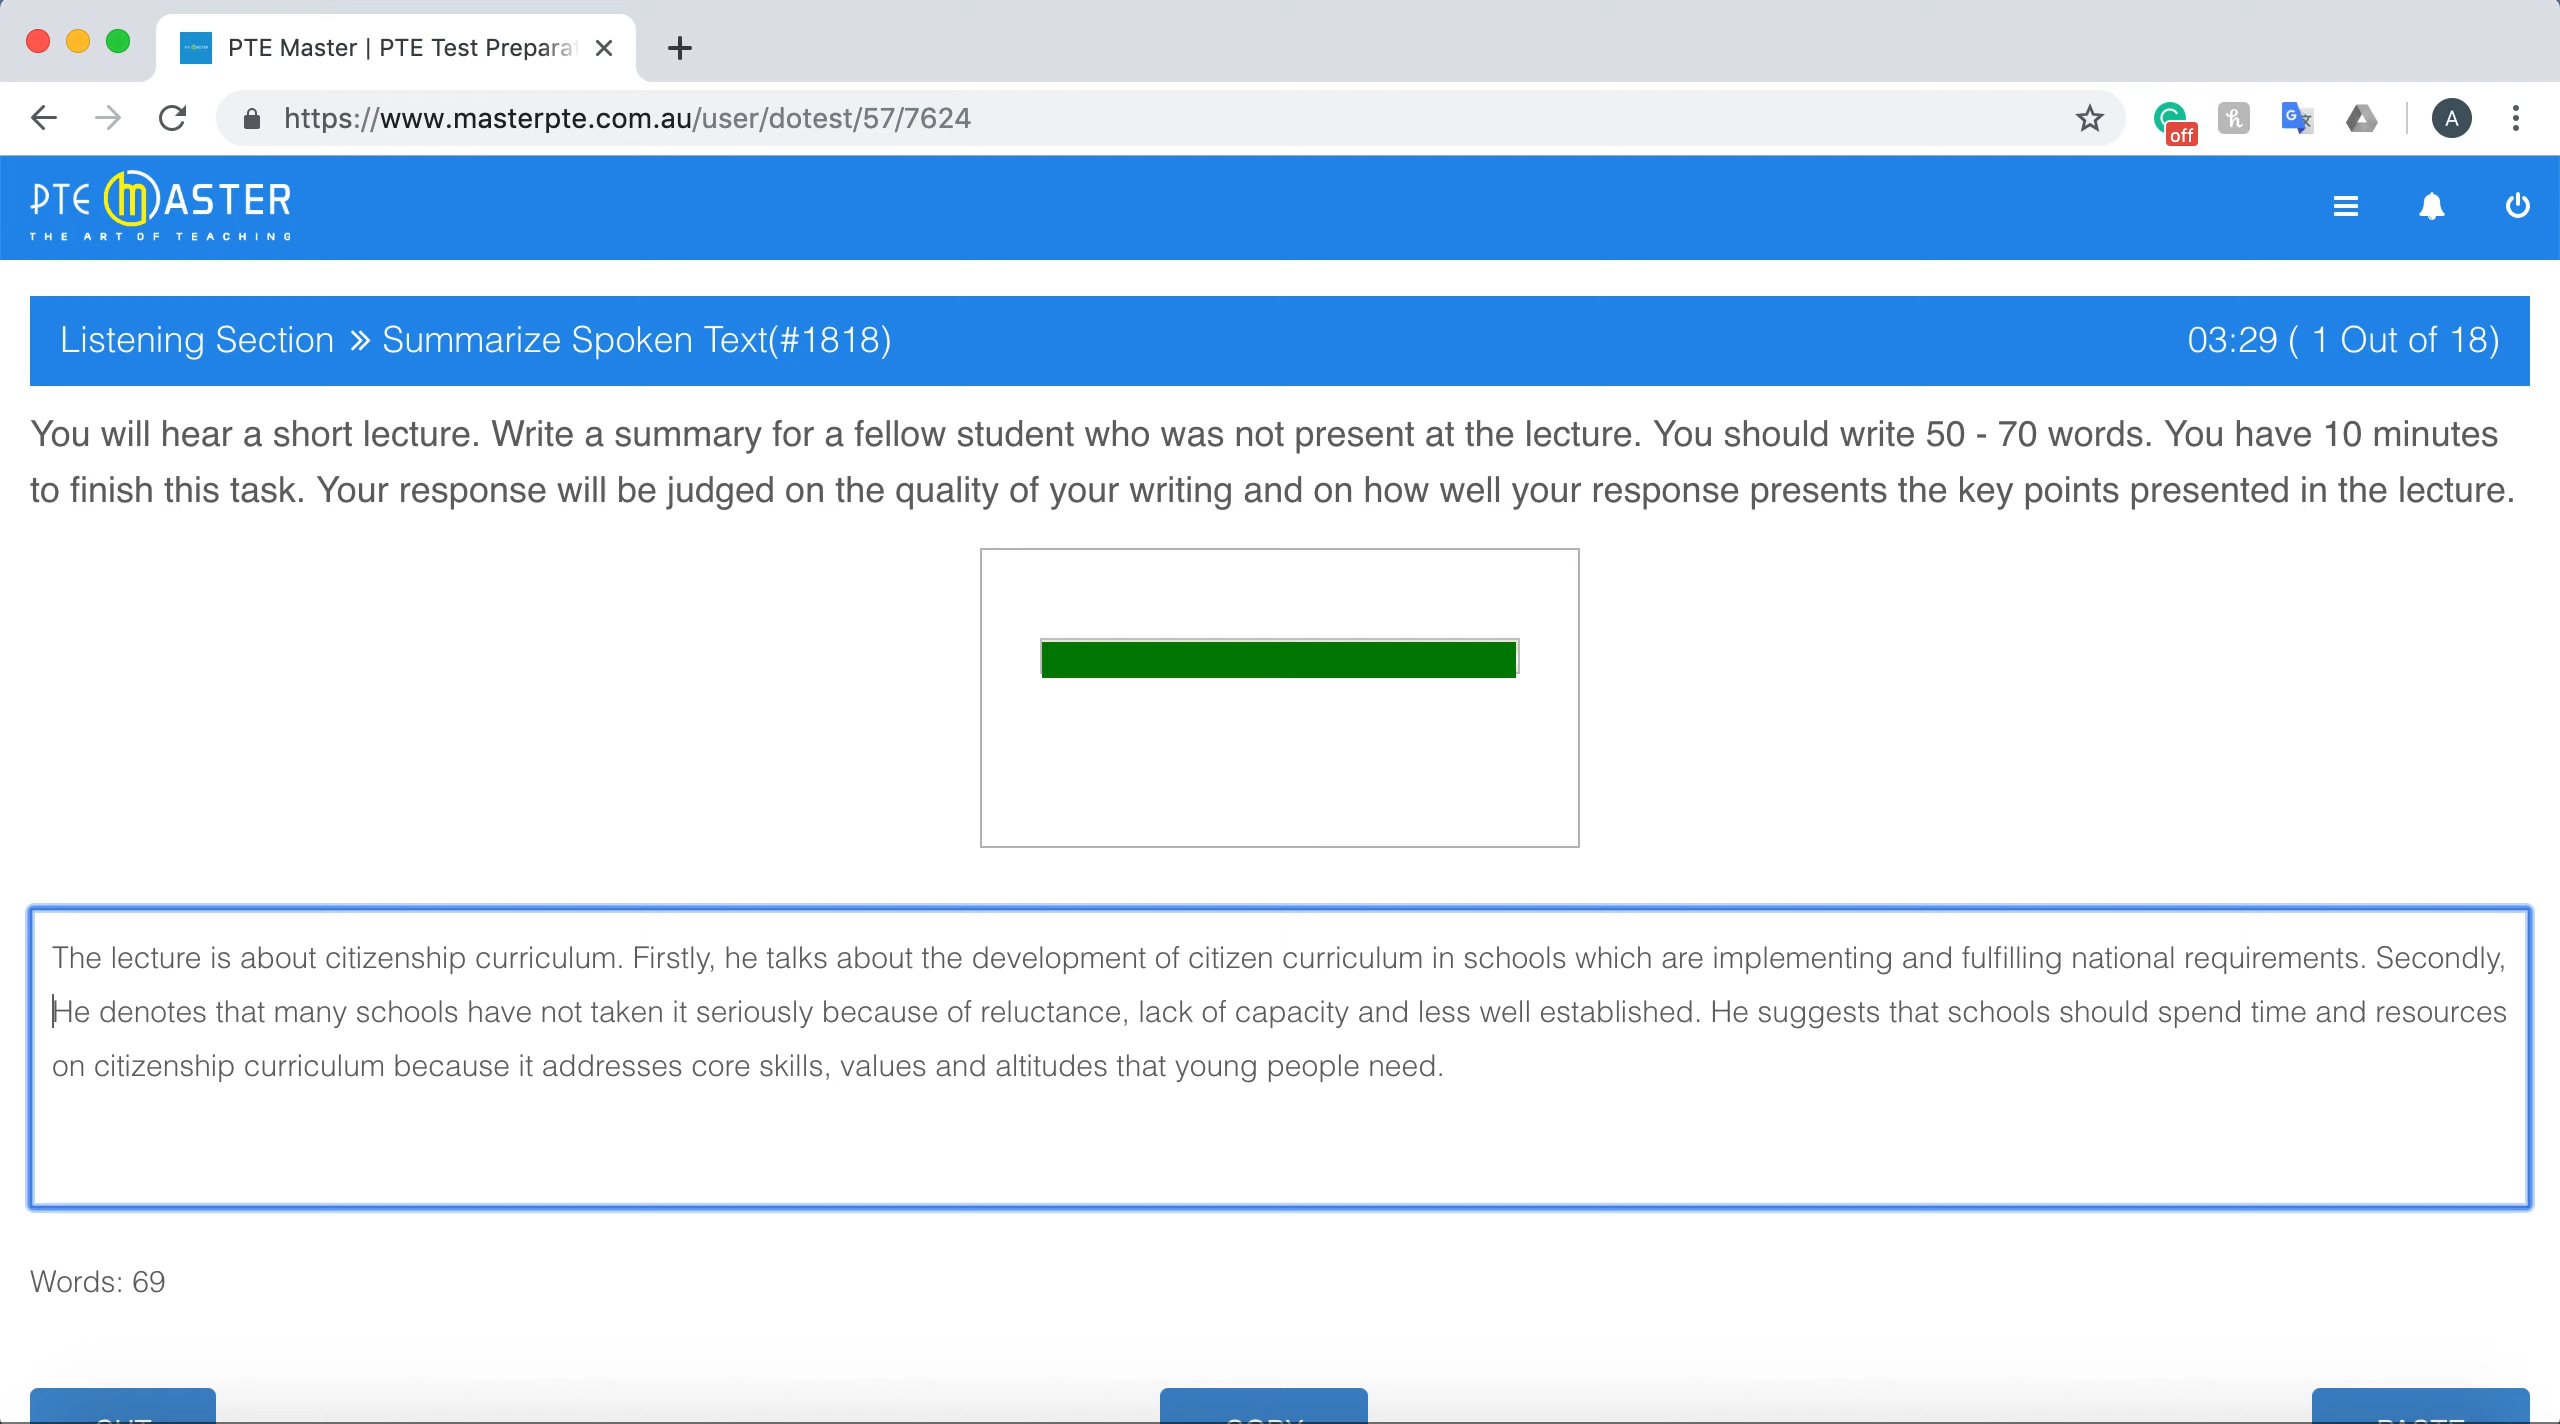 PTE Master | PTE Test Prepara
https://www.masterpte.com.au/user/dotest/57/7624
off
A
PTE MASTER
THE ART OF TEACHING
Listening Section » Summarize Spoken Text(#1818)
03:29 ( 1 Out of 18)
You will hear a short lecture. Write a summary for a fellow student who was not present at the lecture. You should write 50 - 70 words. You have 10 minutes
to finish this task. Your response will be judged on the quality of your writing and on how well your response presents the key points presented in the lecture.
The lecture is about citizenship curriculum. Firstly, he talks about the development of citizen curriculum in schools which are implementing and fulfilling national requirements. Secondly,
He denotes that many schools have not taken it seriously because of reluctance, lack of capacity and less well established. He suggests that schools should spend time and resources
on citizenship curriculum because it addresses core skills, values and altitudes that young people need.
Words: 69
CUT
COPY
PASTE